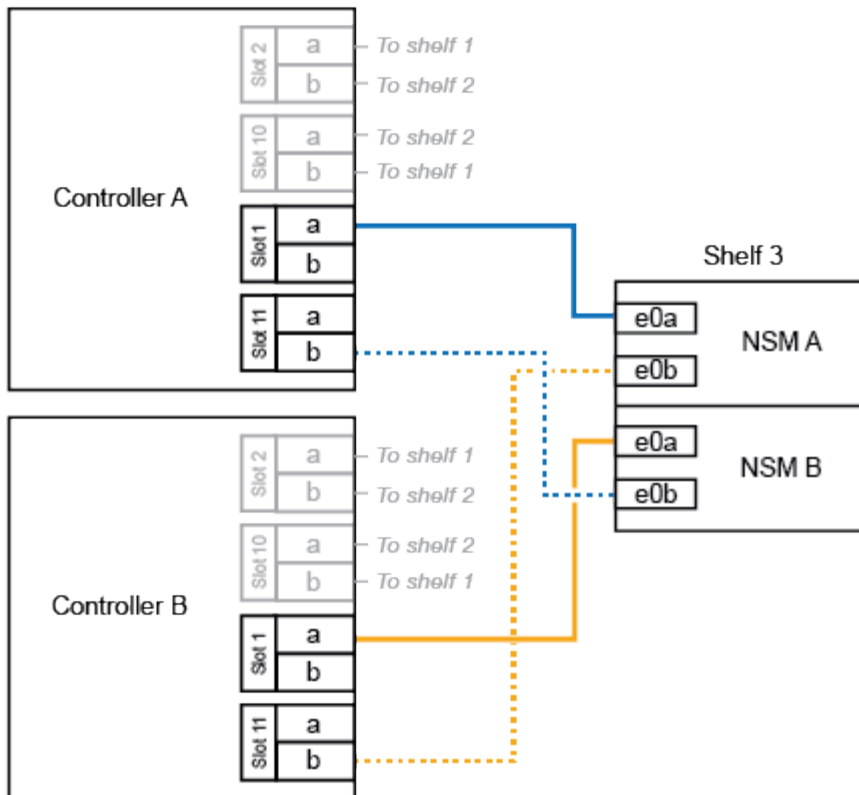 Controller A
Slot 2
a
To shelf 1
b
To shelf 2
Slot 10
a
To shelf 2
b
To shelf 1
Slot 1
a
b
Slot 11
a
b
Controller B
Slot 2
a
To shelf 1
b
To shelf 2
Slot 10
a
To shelf 2
b
To shelf 1
Slot 1
a
b
Slot 11
a
b
Shelf 3
e0a
NSM A
e0b
e0a
NSM B
e0b